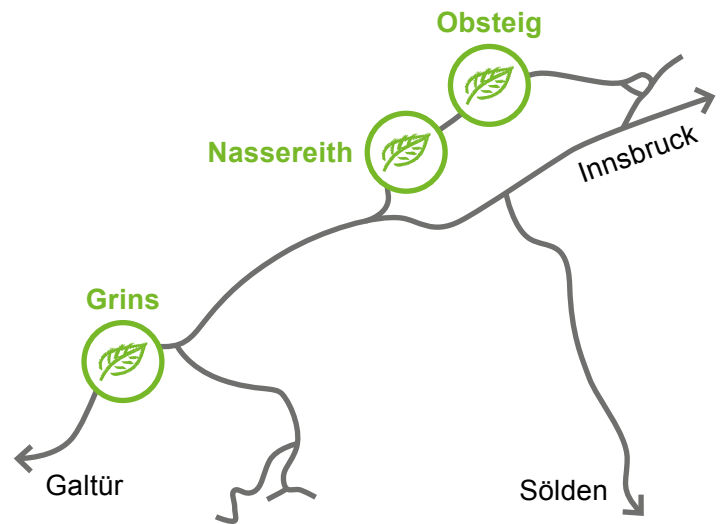 Obsteig
Nassereith
Innsbruck
Grins
Galtür
Sölden